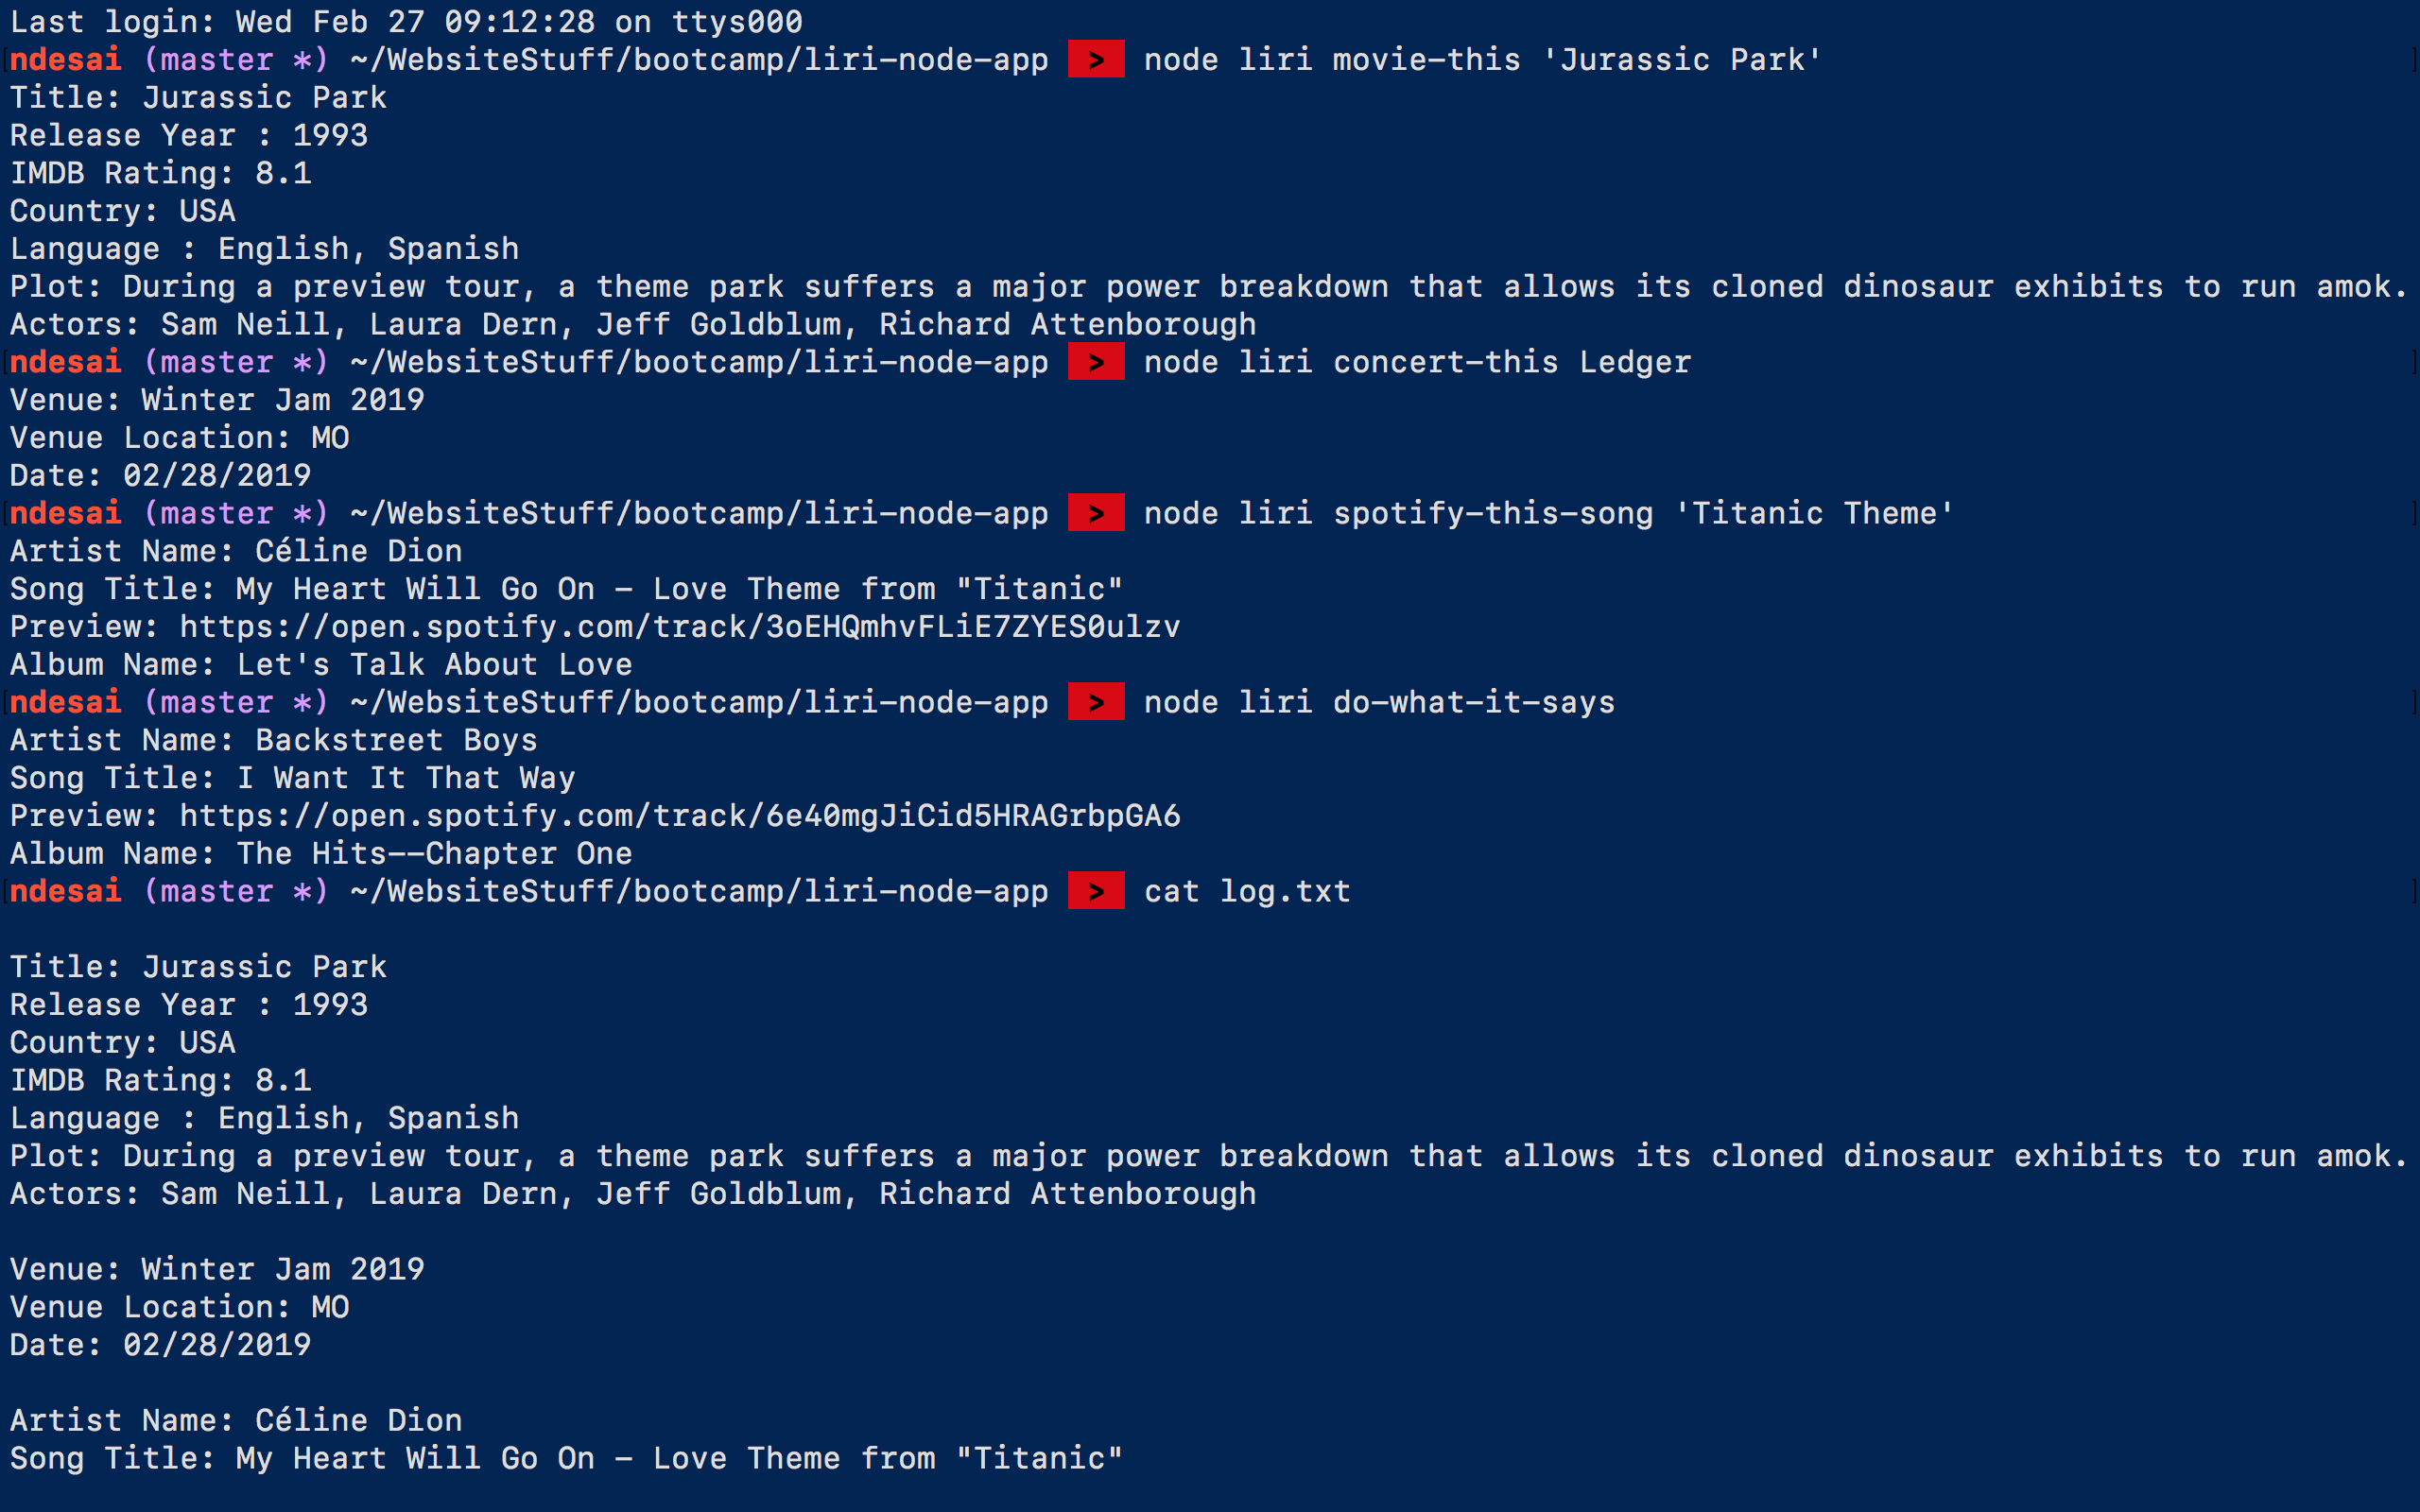 Last login: Wed Feb 27 09:12:28 on ttys000
ndesai (master *) ~/WebsiteStuff/bootcamp/liri-node-app > node liri movie-this 'Jurassic Park'
Title: Jurassic Park
Release Year : 1993
IMDB Rating: 8.1
Country: USA
Language : English, Spanish
Plot: During a preview tour, a theme park suffers a major power breakdown that allows its cloned dinosaur exhibits to run amok.
Actors: Sam Neill, Laura Dern, Jeff Goldblum, Richard Attenborough
ndesai (master *) ~/WebsiteStuff/bootcamp/liri-node-app > node liri concert-this Ledger
Venue: Winter Jam 2019
Venue Location: MO
Date: 02/28/2019
ndesai (master *) ~/WebsiteStuff/bootcamp/liri-node-app > node liri spotify-this-song 'Titanic Theme'
Artist Name: Céline Dion
Song Title: My Heart Will Go On - Love Theme from "Titanic"
Preview: https://open.spotify.com/track/3oEHQmhvFLiE7ZYES0ulzv
Album Name: Let's Talk About Love
ndesai (master *) ~/WebsiteStuff/bootcamp/liri-node-app > node liri do-what-it-says
Artist Name: Backstreet Boys
Song Title: I Want It That Way
Preview: https://open.spotify.com/track/6e40mgJiCid5HRAGrbpGA6
Album Name: The Hits--Chapter One
ndesai (master *) ~/WebsiteStuff/bootcamp/liri-node-app > cat log.txt
Title: Jurassic Park
Release Year : 1993
Country: USA
IMDB Rating: 8.1
Language : English, Spanish
Plot: During a preview tour, a theme park suffers a major power breakdown that allows its cloned dinosaur exhibits to run amok.
Actors: Sam Neill, Laura Dern, Jeff Goldblum, Richard Attenborough
Venue: Winter Jam 2019
Venue Location: MO
Date: 02/28/2019
Artist Name: Céline Dion
Song Title: My Heart Will Go On - Love Theme from "Titanic"